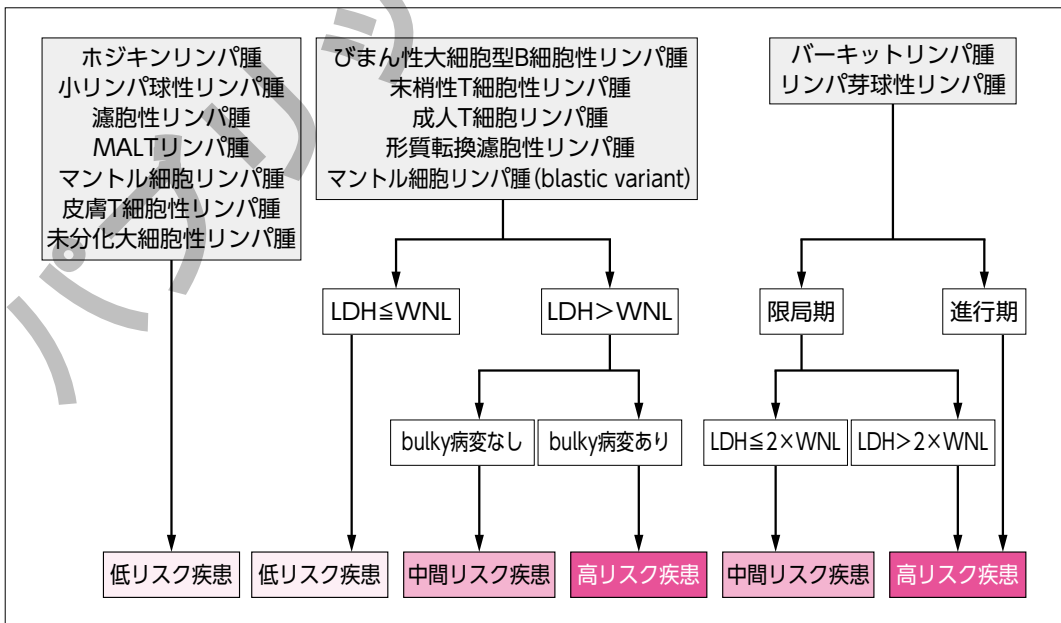 ホジキンリンパ腫
小リンパ球性リンパ腫
濾胞性リンパ腫
MALTリンパ腫
マントル細胞リンパ腫
皮膚T細胞性リンパ腫
未分化大細胞性リンパ腫
びまん性大細胞型B細胞性リンパ腫
末梢性T細胞性リンパ腫
成人T細胞リンパ腫
形質転換濾胞性リンパ腫
マントル細胞リンパ腫(blastic variant)
バーキットリンパ腫
リンパ芽球性リンパ腫
LDH≦WNL
LDH＞WNL
限局期
進行期
bulky病変なし
bulky病変あり
LDH≦2×WNL
LDH＞2×WNL
低リスク疾患
低リスク疾患
中間リスク疾患
高リスク疾患
中間リスク疾患
高リスク疾患
パブリッ